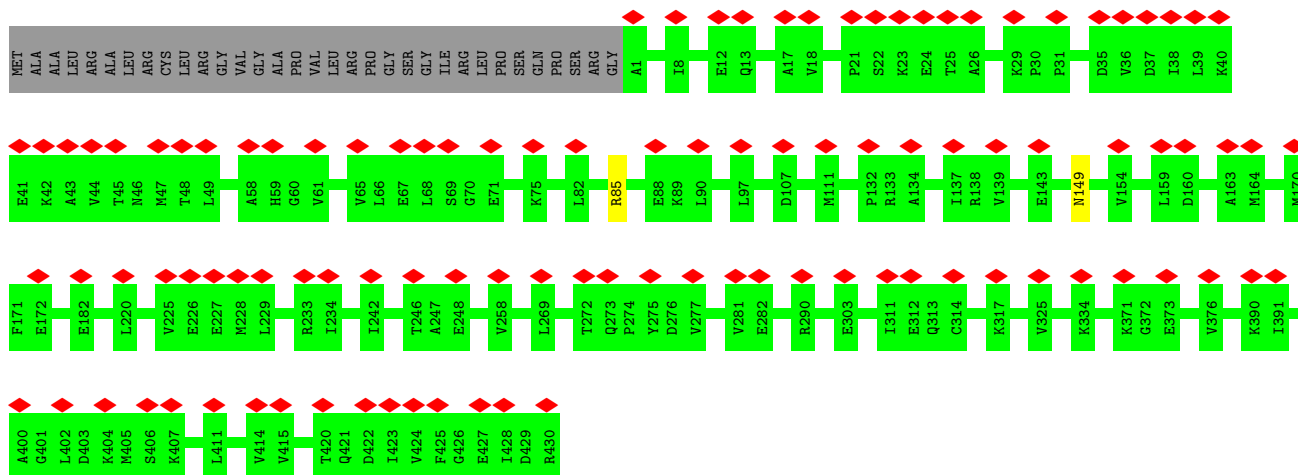 MET ALA ALA LEU ARG ALA LEU ARG CYS LEU ARG GLY VAL GLY ALA PRO VAL LEU ARG PRO GLY SER GLY ILE ARG LEU PRO SER GLN PRO SER ARG GLY A1 I8 E12 Q13 A17 V18 P21 S22 K23 E24 T25 A26 K29 P30 P31 D35 V36 D37 I38 L39 K40
E41 K42 A43 V44 T45 N46 M47 T48 L49 A58 H59 G60 V61 V65 L66 E67 L68 S69 G70 E71 K75 L82 R85 E88 K89 L90 L97 D107 M111 P132 R133 A134 I137 R138 V139 E143 N149 V154 L159 D160 A163 M164 M170
F171 E172 E182 L220 V225 E226 E227 M228 L229 R233 I234 I242 T246 A247 E248 V258 L269 T272 Q273 P274 Y275 D276 V277 V281 E282 R290 E303 I311 E312 Q313 C314 K317 V325 K334 K371 G372 E373 V376 K390 I391
A400 G401 L402 D403 K404 M405 S406 K407 L411 V414 V415 T420 Q421 D422 I423 V424 F425 G426 E427 I428 D429 R430